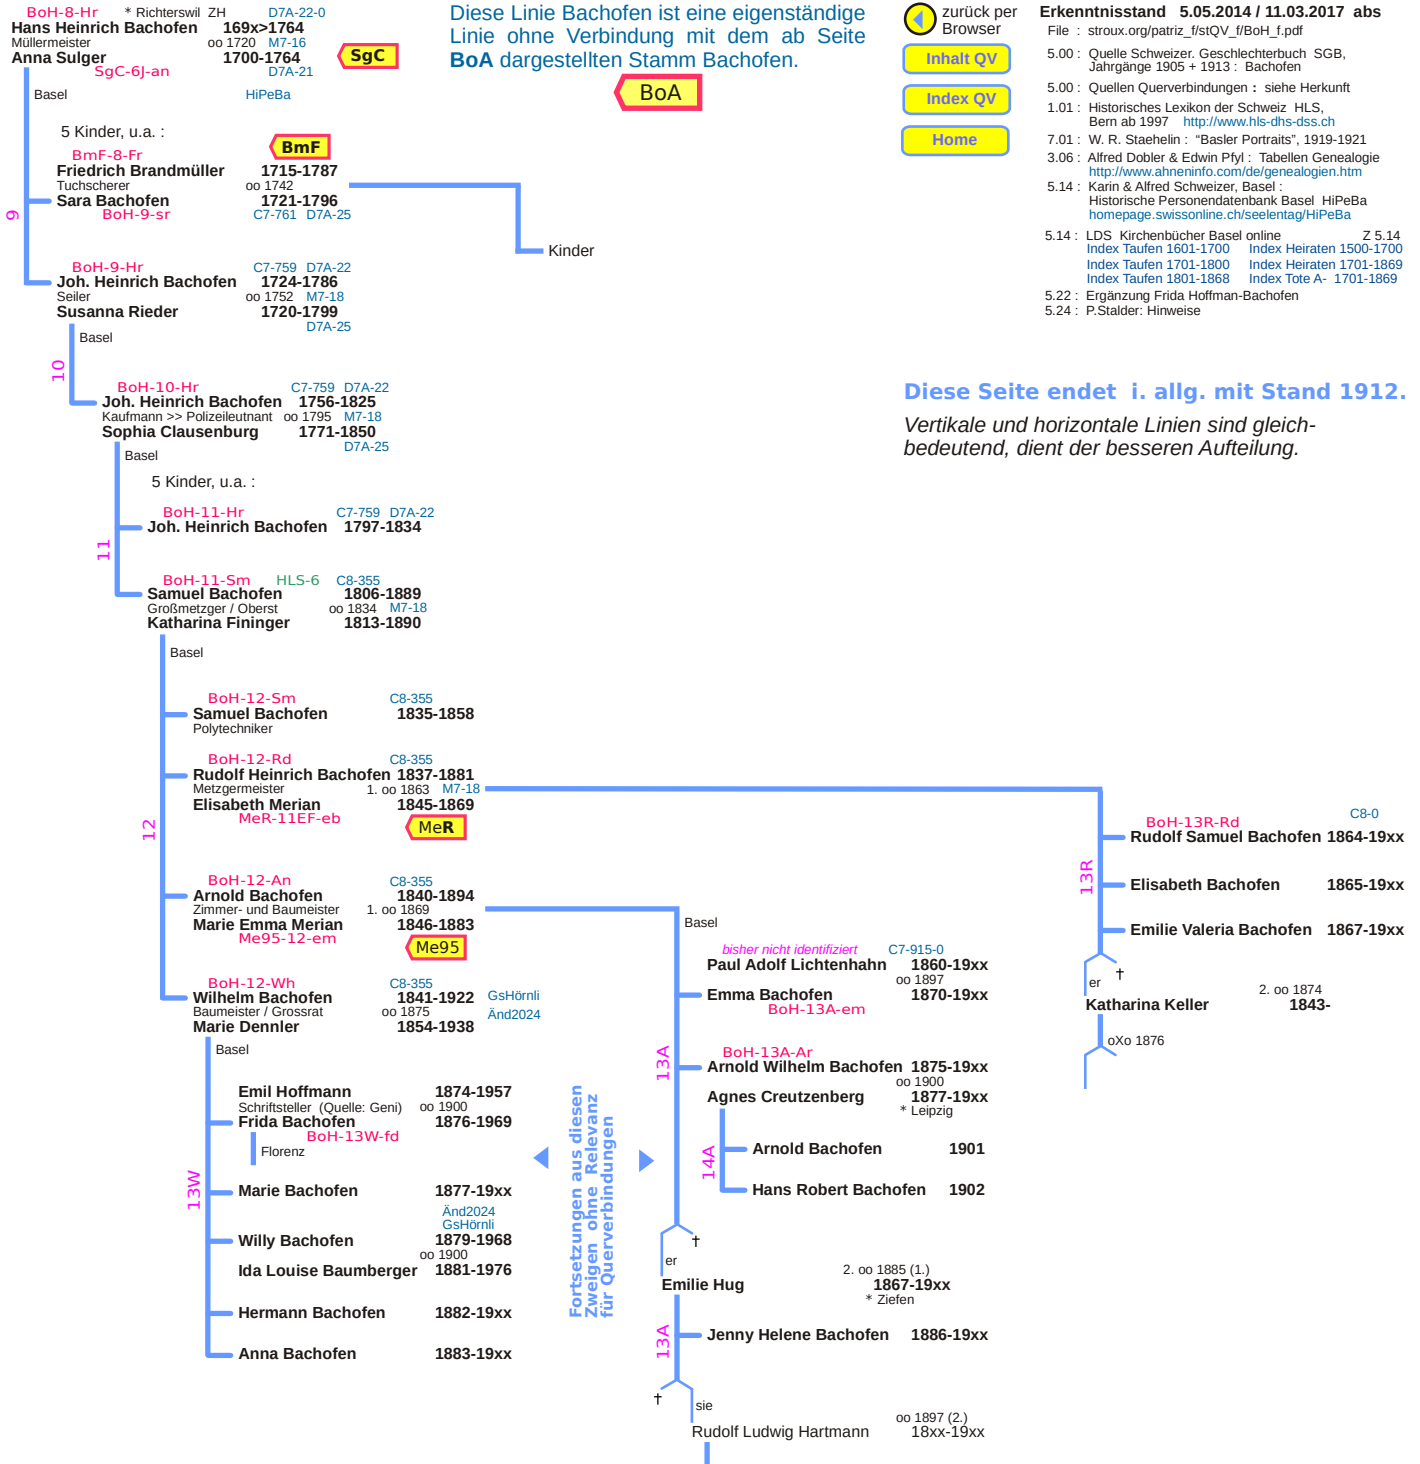 BoH-8-Hr * Richterswil ZH D7A-22-0
Hans Heinrich Bachofen 169x>1764
Müllermeister oo 1720 M7-16
Anna Sulger 1700-1764
SgC
SgC-6J-an D7A-21
Basel HiPeBa
Diese Linie Bachofen ist eine eigenständige
Linie ohne Verbindung mit dem ab Seite
BoA dargestellten Stamm Bachofen.
BoA
zurück per
Browser
Inhalt QV
Index QV
Home
Erkenntnisstand 5.05.2014 / 11.03.2017 abs
File : stroux.org/patriz_f/stQV_f/BoH_f.pdf
5.00 : Quelle Schweizer. Geschlechterbuch SGB,
Jahrgänge 1905 + 1913 : Bachofen
5.00 : Quellen Querverbindungen : siehe Herkunft
1.01 : Historisches Lexikon der Schweiz HLS,
Bern ab 1997 http://www.hls-dhs-dss.ch
7.01 : W. R. Staehelin : “Basler Portraits”, 1919-1921
3.06 : Alfred Dobler & Edwin Pfyl : Tabellen Genealogie
http://www.ahneninfo.com/de/genealogien.htm
5.14 : Karin & Alfred Schweizer, Basel :
Historische Personendatenbank Basel HiPeBa
homepage.swissonline.ch/seelentag/HiPeBa
5.14 : LDS Kirchenbücher Basel online Z 5.14
Index Taufen 1601-1700 Index Heiraten 1500-1700
Index Taufen 1701-1800 Index Heiraten 1701-1869
Index Taufen 1801-1868 Index Tote A- 1701-1869
5.22 : Ergänzung Frida Hoffman-Bachofen
5.24 : P.Stalder: Hinweise
Diese Seite endet i. allg. mit Stand 1912.
Vertikale und horizontale Linien sind gleich-
bedeutend, dient der besseren Aufteilung.
5 Kinder, u.a. :
BmF
BmF-8-Fr
Friedrich Brandmüller 1715-1787
Tuchscherer oo 1742
Sara Bachofen 1721-1796
BoH-9-sr C7-761 D7A-25
9
Kinder
BoH-9-Hr C7-759 D7A-22
Joh. Heinrich Bachofen 1724-1786
Seiler oo 1752 M7-18
Susanna Rieder 1720-1799
D7A-25
Basel
10
BoH-10-Hr C7-759 D7A-22
Joh. Heinrich Bachofen 1756-1825
Kaufmann >> Polizeileutnant oo 1795 M7-18
Sophia Clausenburg 1771-1850
D7A-25
Basel
5 Kinder, u.a. :
BoH-11-Hr C7-759 D7A-22
Joh. Heinrich Bachofen 1797-1834
11
BoH-11-Sm HLS-6 C8-355
Samuel Bachofen 1806-1889
Großmetzger / Oberst oo 1834 M7-18
Katharina Fininger 1813-1890
Basel
BoH-12-Sm C8-355
Samuel Bachofen 1835-1858
Polytechniker
BoH-12-Rd C8-355
Rudolf Heinrich Bachofen 1837-1881
Metzgermeister 1. oo 1863 M7-18
Elisabeth Merian 1845-1869
MeR-11EF-eb
MeR
12
BoH-12-An C8-355
Arnold Bachofen 1840-1894
Zimmer- und Baumeister 1. oo 1869
Marie Emma Merian 1846-1883
Me95-12-em
Me95
BoH-12-Wh C8-355
Wilhelm Bachofen 1841-1922 GsHörnli
Baumeister / Grossrat oo 1875 Änd2024
Marie Dennler 1854-1938
Basel
Emil Hoffmann 1874-1957
Schriftsteller (Quelle: Geni) oo 1900
Frida Bachofen 1876-1969
BoH-13W-fd
Florenz
13W
Marie Bachofen 1877-19xx
Änd2024
GsHörnli
Willy Bachofen 1879-1968
oo 1900
Ida Louise Baumberger 1881-1976
Hermann Bachofen 1882-19xx
Anna Bachofen 1883-19xx
Fortsetzungen aus diesen
Zweigen ohne Relevanz
für Querverbindungen
Basel
bisher nicht identifiziert C7-915-0
Paul Adolf Lichtenhahn 1860-19xx
oo 1897
Emma Bachofen 1870-19xx
BoH-13A-em
13A
BoH-13A-Ar
Arnold Wilhelm Bachofen 1875-19xx
oo 1900
Agnes Creutzenberg 1877-19xx
* Leipzig
14A
Arnold Bachofen 1901
Hans Robert Bachofen 1902
†
er
2. oo 1885 (1.)
Emilie Hug 1867-19xx
* Ziefen
13A
Jenny Helene Bachofen 1886-19xx
†
sie
oo 1897 (2.)
Rudolf Ludwig Hartmann 18xx-19xx
C8-0
BoH-13R-Rd
Rudolf Samuel Bachofen 1864-19xx
13R
Elisabeth Bachofen 1865-19xx
Emilie Valeria Bachofen 1867-19xx
†
er
2. oo 1874
Katharina Keller 1843-
oXo 1876